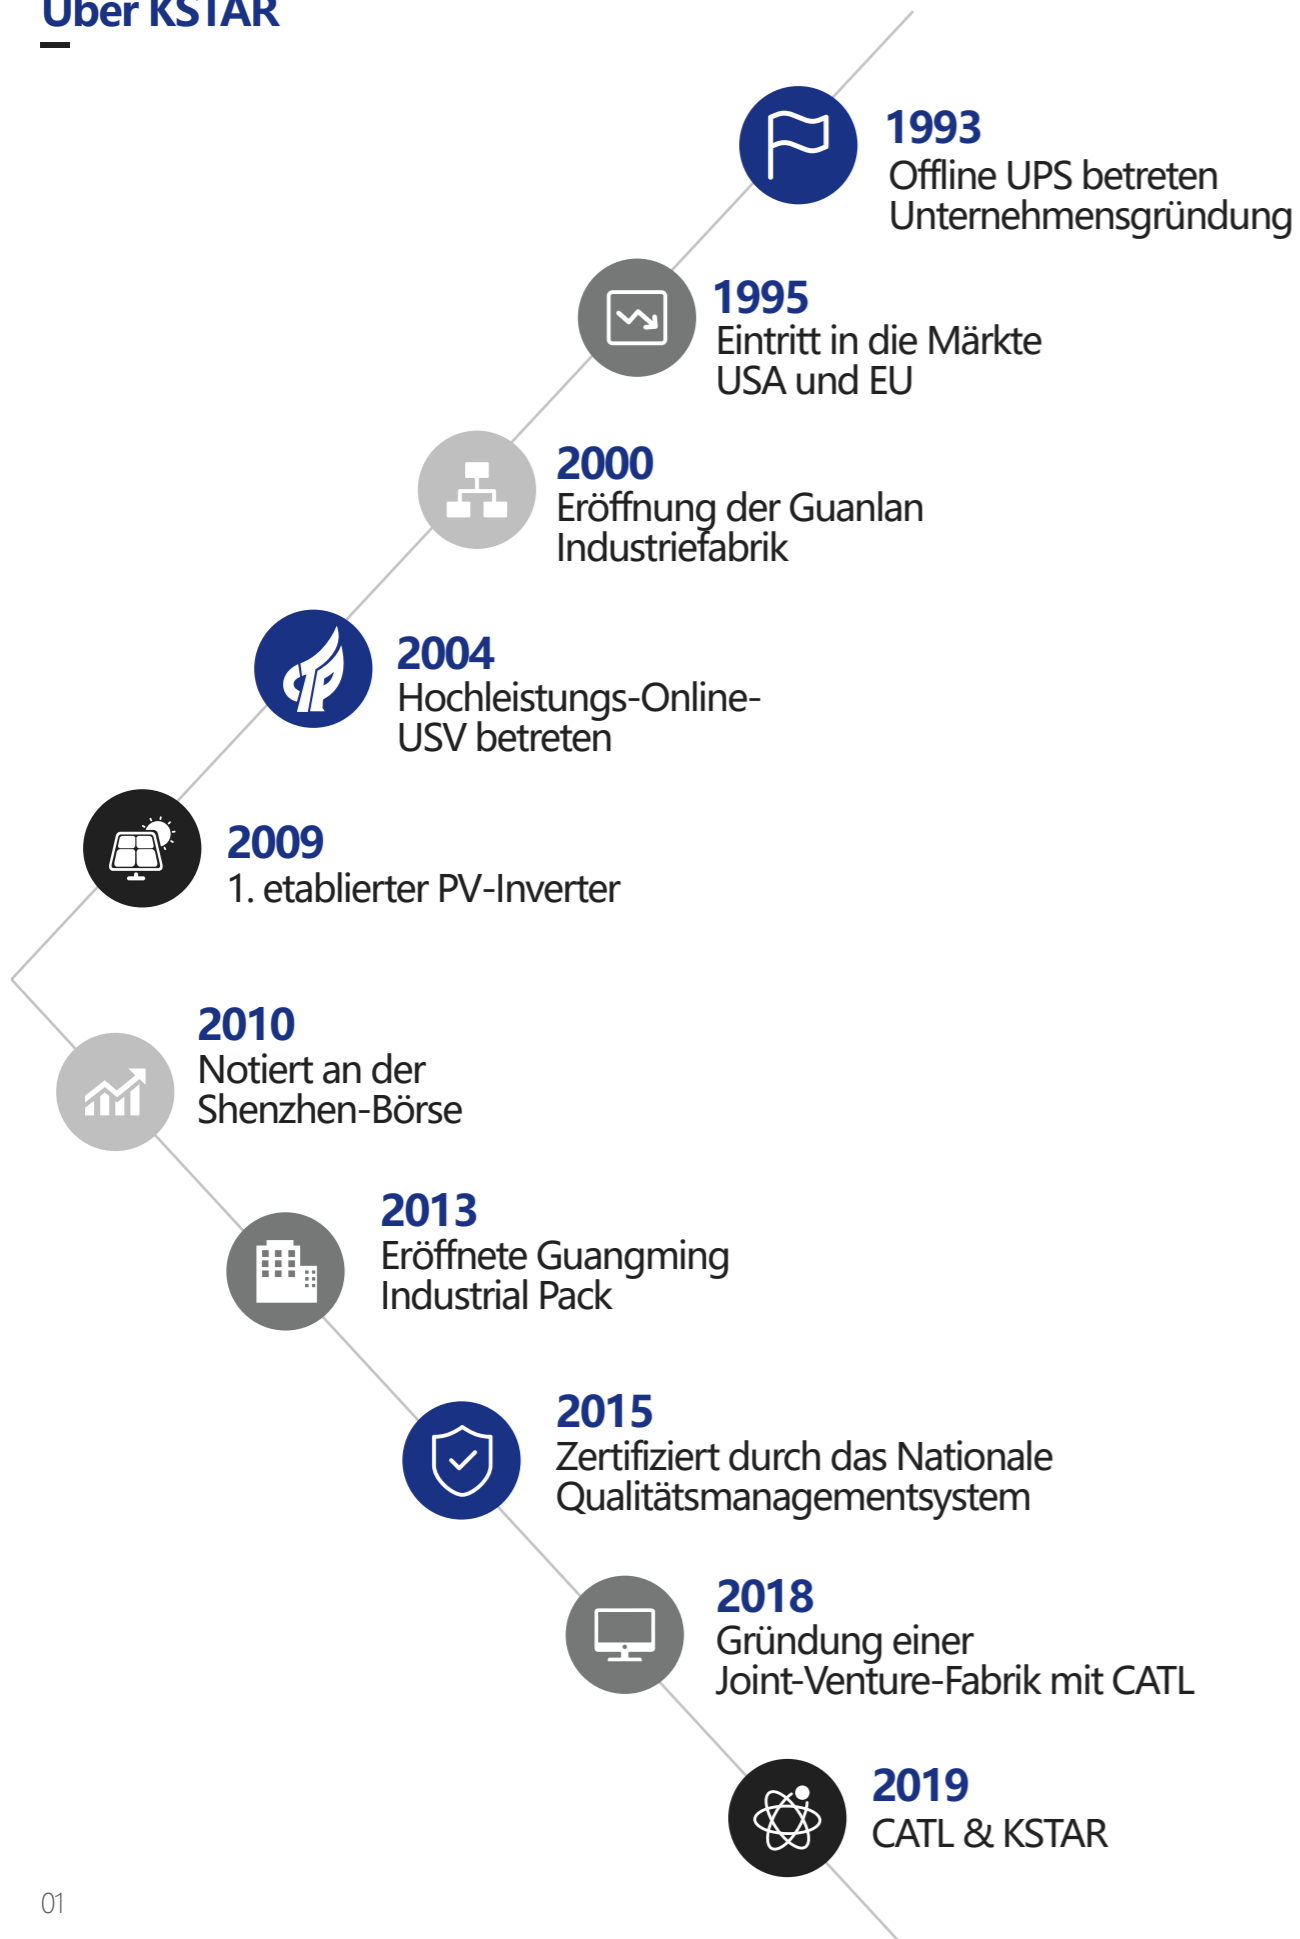 Über KSTAR
1993
Offline UPS betreten
Unternehmensgründung
1995
Eintritt in die Märkte
USA und EU
2000
Eröffnung der Guanlan
Industriefabrik
2004
Hochleistungs-Online-
USV betreten
2009
1. etablierter PV-Inverter
2010
Notiert an der
Shenzhen-Börse
2013
Eröffnete Guangming
Industrial Pack
2015
Zertifiziert durch das Nationale
Qualitätsmanagementsystem
2018
Gründung einer
Joint-Venture-Fabrik mit CATL
2019
CATL & KSTAR
01